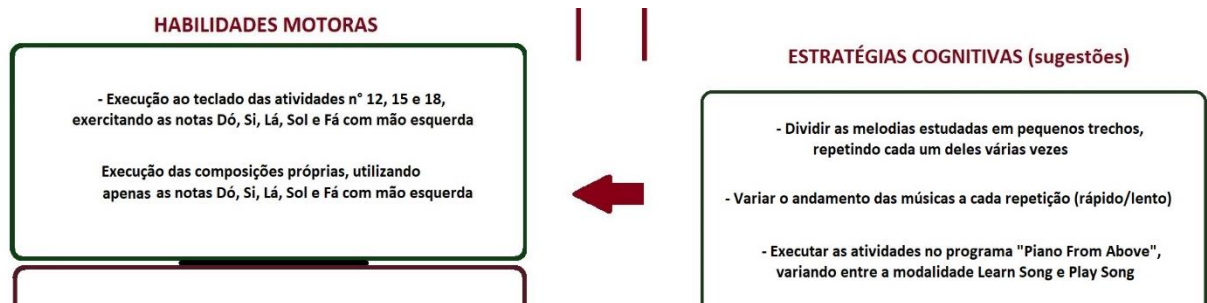 HABILIDADES MOTORAS
- Execução ao teclado das atividades n° 12, 15 e 18,
exercitando as notas Dó, Si, Lá, Sol e Fá com mão esquerda
Execução das composições próprias, utilizando
apenas as notas Dó, Si, Lá, Sol e Fá com mão esquerda
ESTRATÉGIAS COGNITIVAS (sugestões)
- Dividir as melodias estudadas em pequenos trechos,
repetindo cada um deles várias vezes
- Variar o andamento das músicas a cada repetição (rápido/lento)
- Executar as atividades no programa "Piano From Above",
variando entre a modalidade Learn Song e Play Song